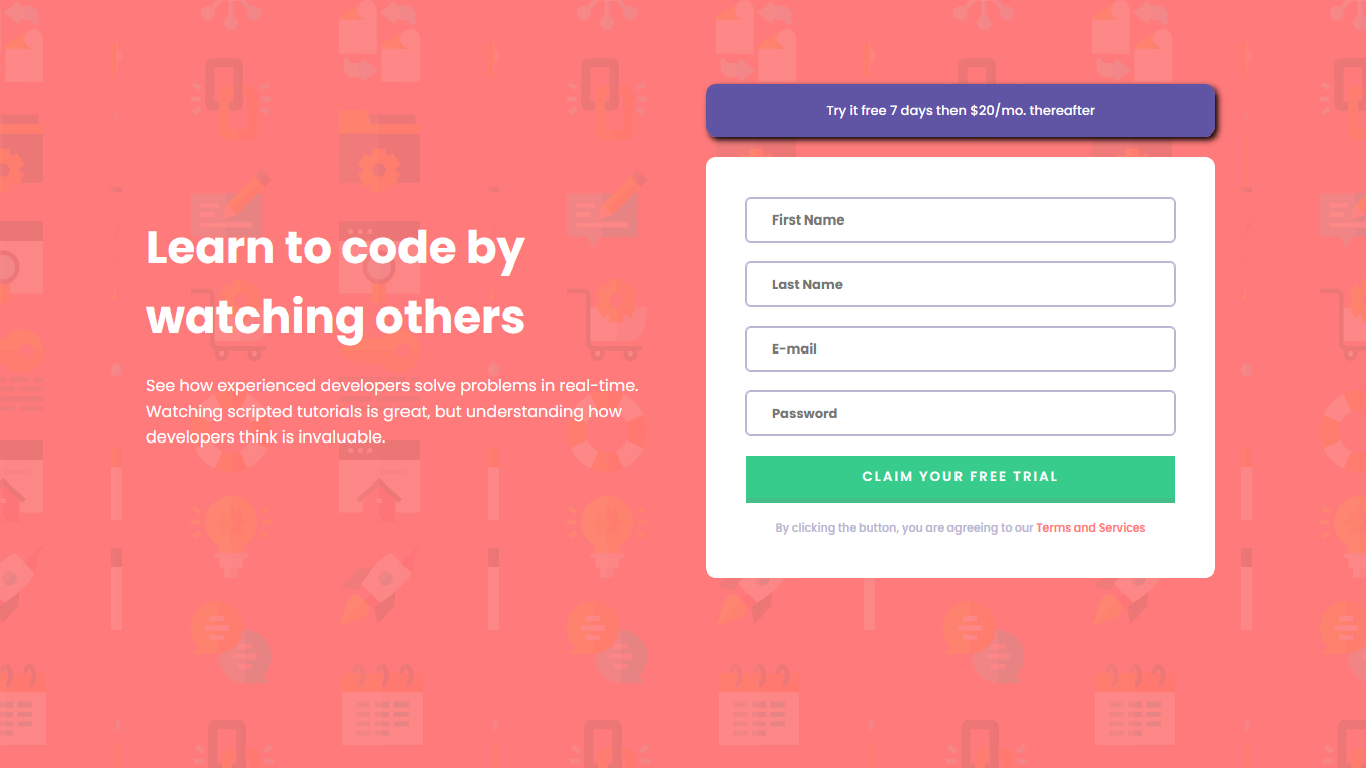 Learn to code by
watching others
See how experienced developers solve problems in real-time.
Watching scripted tutorials is great, but understanding how
developers think is invaluable.
Try it free 7 days then $20/mo. thereafter
First Name
Last Name
E-mail
Password
CLAIM YOUR FREE TRIAL
By clicking the button, you are agreeing to our Terms and Services